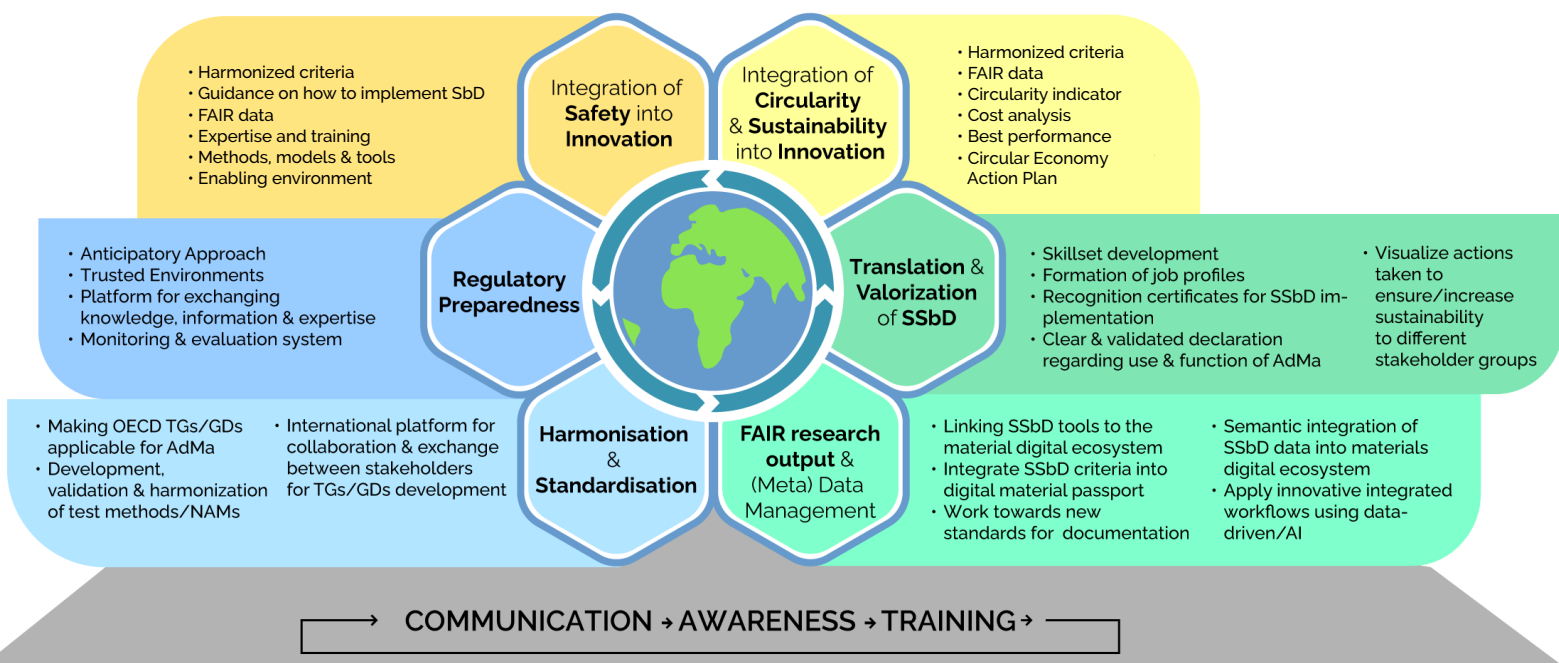 • Harmonized criteria
• Guidance on how to implement SbD
• FAIR data
• Expertise and training
• Methods, models & tools
• Enabling environment
Integration of
Safety into
Innovation
Integration of
Circularity
& Sustainability
into Innovation
• Harmonized criteria
• FAIR data
• Circularity indicator
• Cost analysis
• Best performance
• Circular Economy
Action Plan
• Anticipatory Approach
• Trusted Environments
• Platform for exchanging
knowledge, information & expertise
• Monitoring & evaluation system
Regulatory
Preparedness
Translation &
Valorization
of SSbD
• Skillset development
• Formation of job profiles
• Recognition certificates for SSbD im-
plementation
• Clear & validated declaration
regarding use & function of AdMa
• Visualize actions
taken to
ensure/increase
sustainability
to different
stakeholder groups
• Making OECD TGs/GDs
applicable for AdMa
• Development,
validation & harmonization
of test methods/NAMs
• International platform for
collaboration & exchange
between stakeholders
for TGs/GDs development
Harmonisation
&
Standardisation
FAIR research
output &
(Meta) Data
Management
• Linking SSbD tools to the
material digital ecosystem
• Integrate SSbD criteria into
digital material passport
• Work towards new
standards for documentation
• Semantic integration of
SSbD data into materials
digital ecosystem
• Apply innovative integrated
workflows using data-
driven/AI
COMMUNICATION → AWARENESS → TRAINING →